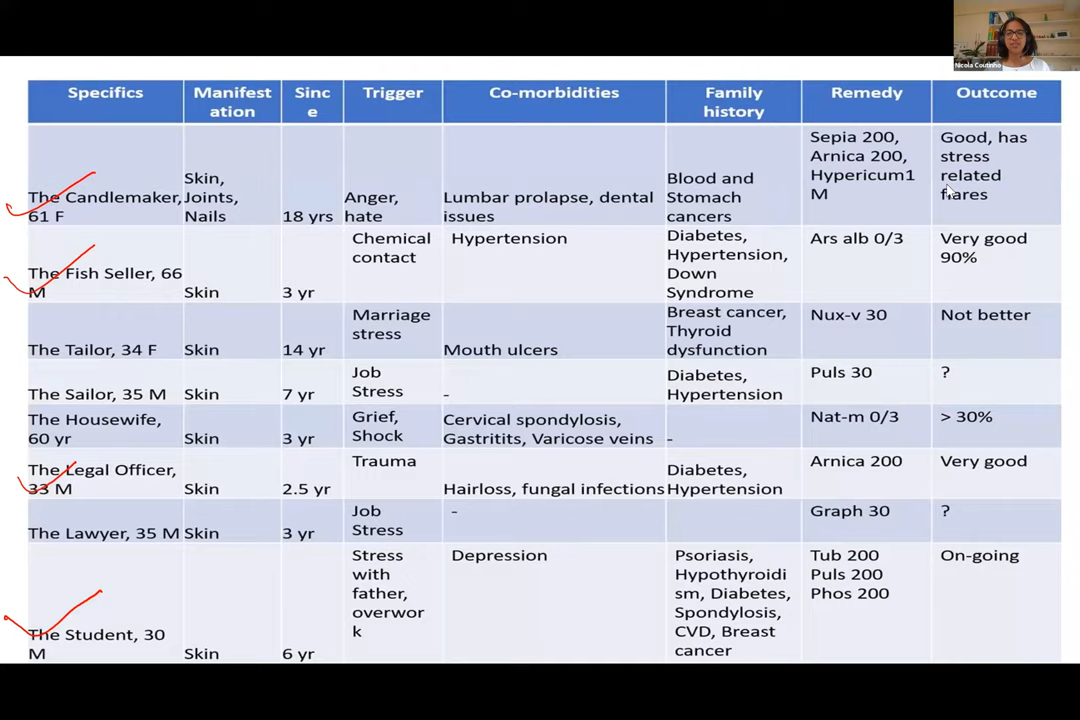 Nicola Coutinho
Specifics
Manifest
ation
Sinc
e
Trigger
Co-morbidities
Family
history
Remedy
Outcome
The Candlemaker,
61 F
Skin,
Joints,
Nails
18 yrs
Anger,
hate
Lumbar prolapse, dental
issues
Blood and
Stomach
cancers
Sepia 200,
Arnica 200,
Hypericum1
M
Good, has
stress
related
flares
The Fish Seller, 66
M
Skin
3 yr
Chemical
contact
Hypertension
Diabetes,
Hypertension,
Down
Syndrome
Ars alb 0/3
Very good
90%
The Tailor, 34 F
Skin
14 yr
Marriage
stress
Mouth ulcers
Breast cancer,
Thyroid
dysfunction
Nux-v 30
Not better
The Sailor, 35 M
Skin
7 yr
Job
Stress
-
Diabetes,
Hypertension
Puls 30
?
The Housewife,
60 yr
Skin
3 yr
Grief,
Shock
Cervical spondylosis,
Gastritits, Varicose veins
-
Nat-m 0/3
> 30%
The Legal Officer,
33 M
Skin
2.5 yr
Trauma
Hairloss, fungal infections
Diabetes,
Hypertension
Arnica 200
Very good
The Lawyer, 35 M
Skin
3 yr
Job
Stress
-
Graph 30
?
The Student, 30
M
Skin
6 yr
Stress
with
father,
overwor
k
Depression
Psoriasis,
Hypothyroidi
sm, Diabetes,
Spondylosis,
CVD, Breast
cancer
Tub 200
Puls 200
Phos 200
On-going